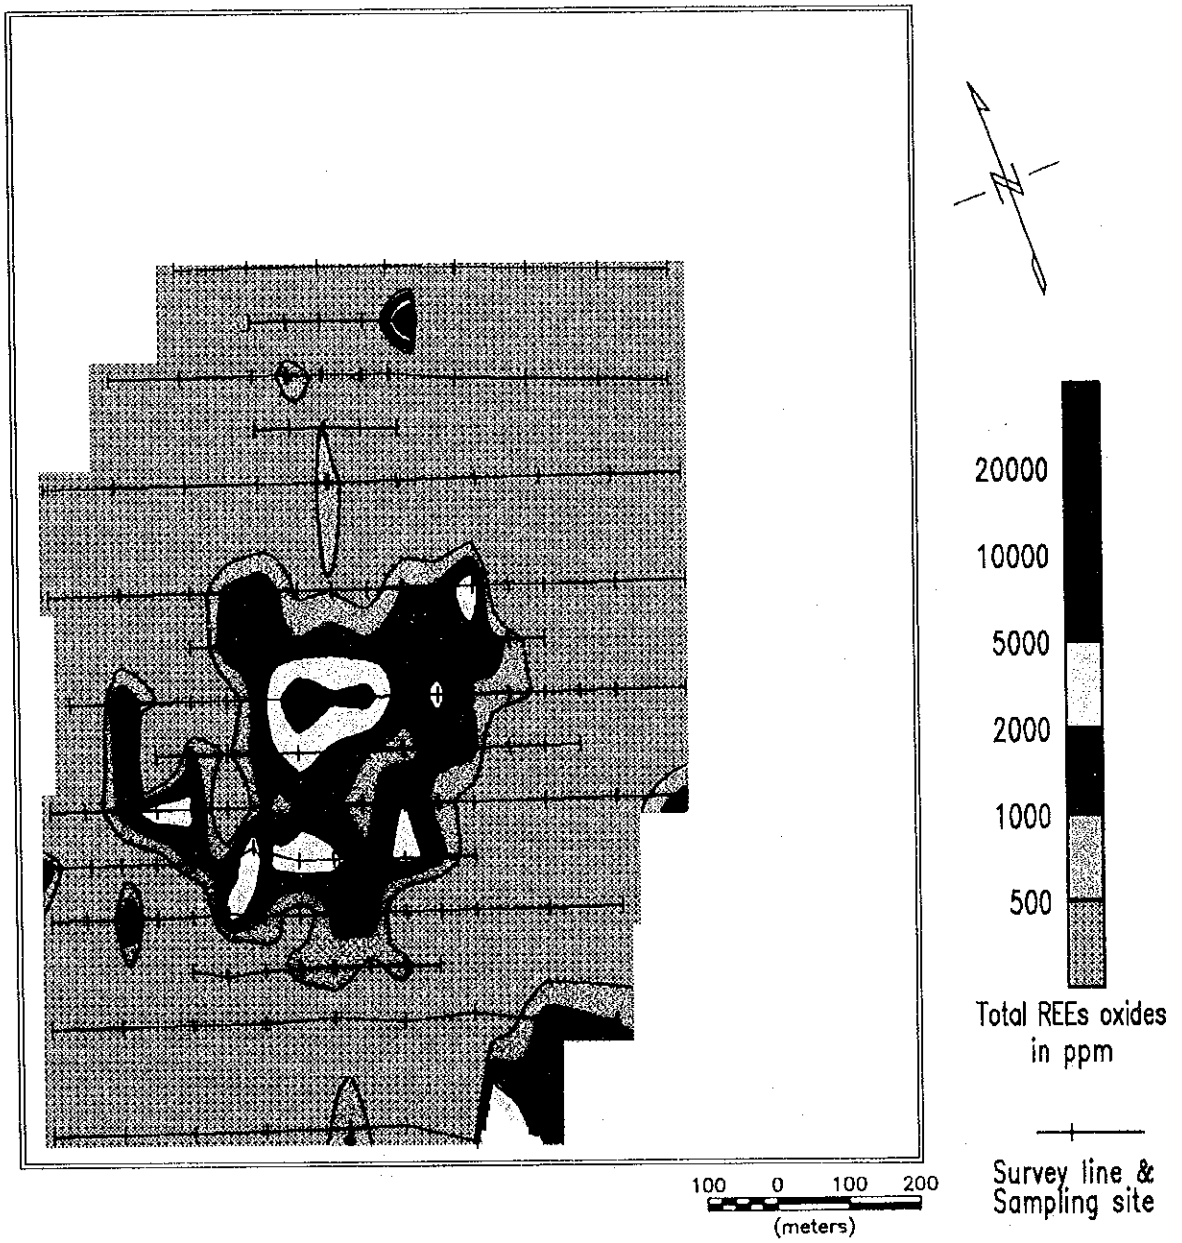 N
20000
10000
5000
2000
1000
500
Total REEs oxides
in ppm
Survey line &
Sampling site
100 0 100 200
(meters)